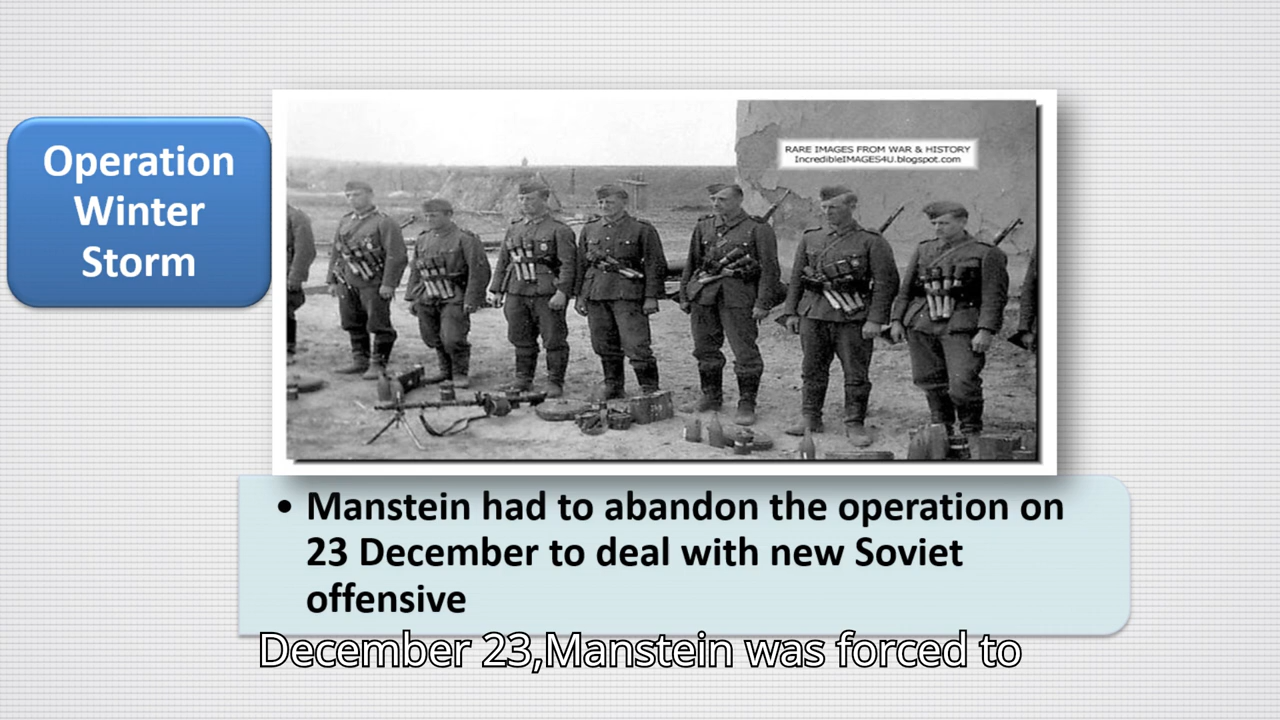 Operation
Winter
Storm
RARE IMAGES FROM WAR & HISTORY
IncredibleIMAGES4U.blogspot.com
• Manstein had to abandon the operation on
23 December to deal with new Soviet
offensive
December 23,Manstein was forced to